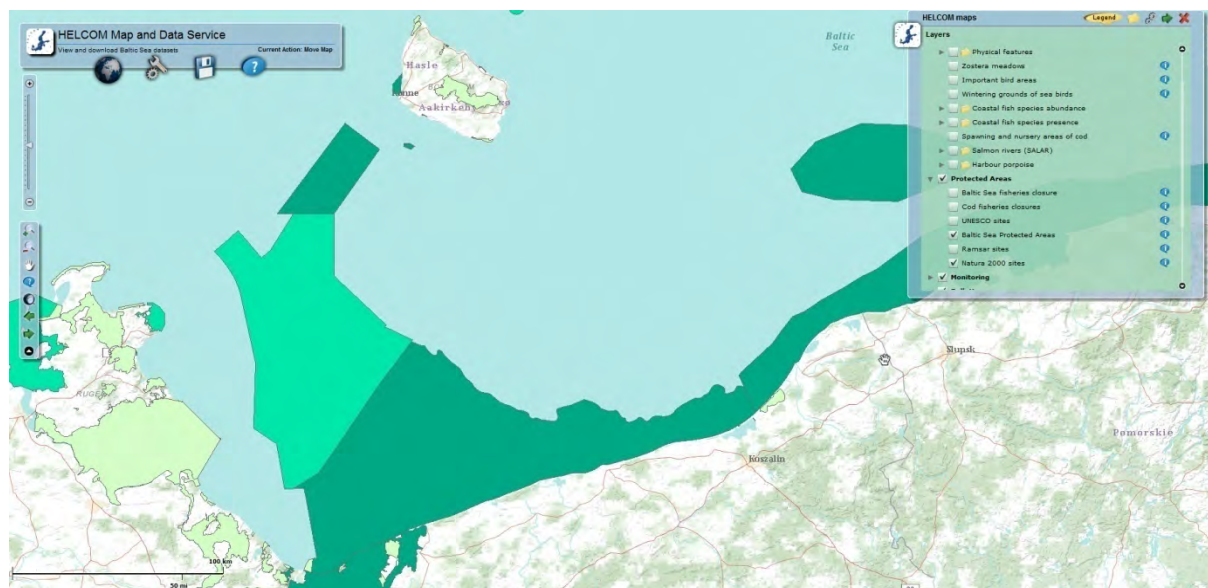 HELCOM Map and Data Service
View and download Baltic Sea datasets
Current Action: Move Map
HELCOM maps
Legend
Layers
Physical features
Zostera meadows
Important bird areas
Wintering grounds of sea birds
Coastal fish species abundance
Coastal fish species presence
Spawning and nursery areas of cod
Salmon rivers (SALAR)
Harbour porpoise
Protected Areas
Baltic Sea fisheries closure
Cod fisheries closures
UNESCO sites
Baltic Sea Protected Areas
Ramsar sites
Natura 2000 sites
Monitoring
Baltic
Sea
Hasle
Aakirkeb
Słupsk
Pomorskie
Koszalin
100 km
50 mi